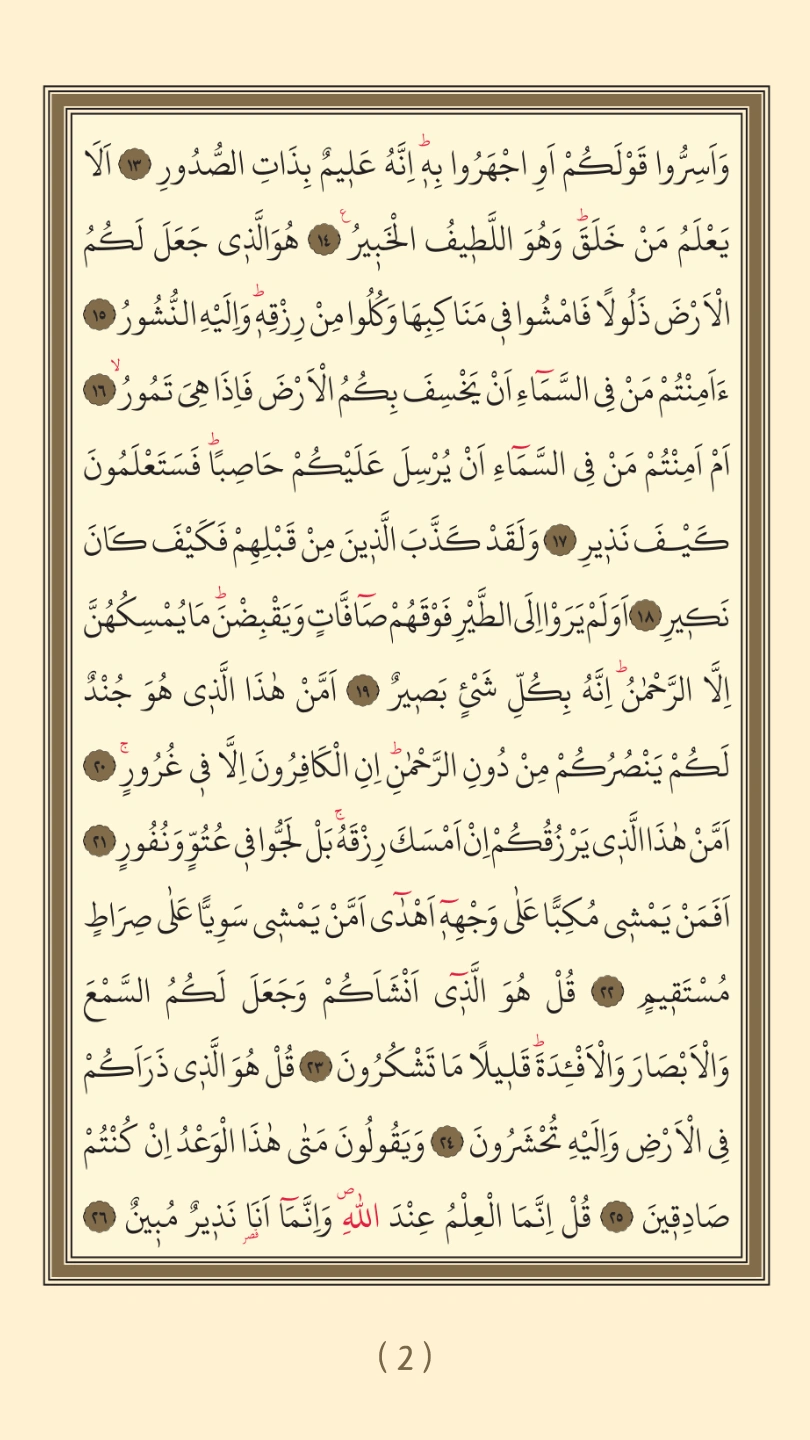 وَاَسِرُّوا قَوْلَكُمْ اَوِ اجْهَرُوا بِهٖؕ اِنَّهُ عَلٖيمٌ بِذَاتِ الصُّدُورِ ﴿١٣﴾ اَلَا
يَعْلَمُ مَنْ خَلَقَؕ وَهُوَ اللَّطٖيفُ الْخَبٖيرُ ع ﴿١٤﴾ هُوَالَّذٖى جَعَلَ لَكُمُ
الْاَرْضَ ذَلُولًا فَامْشُوا فٖى مَنَاكِبِهَا وَكُلُوا مِنْ رِزْقِهٖؕ وَاِلَيْهِ النُّشُورُ ﴿١٥﴾
ءَاَمِنْتُمْ مَنْ فِى السَّمَٓاءِ اَنْ يَخْسِفَ بِكُمُ الْاَرْضَ فَاِذَا هِىَ تَمُورُۙ ﴿١٦﴾
اَمْ اَمِنْتُمْ مَنْ فِى السَّمَٓاءِ اَنْ يُرْسِلَ عَلَيْكُمْ حَاصِبًاؕ فَسَتَعْلَمُونَ
كَيْفَ نَذٖيرِ ﴿١٧﴾ وَلَقَدْ كَذَّبَ الَّذٖينَ مِنْ قَبْلِهِمْ فَكَيْفَ كَانَ
نَكٖيرِ ﴿١٨﴾ اَوَلَمْ يَرَوْا اِلَى الطَّيْرِ فَوْقَهُمْ صَٓافَّاتٍ وَيَقْبِضْنَؕ مَا يُمْسِكُهُنَّ
اِلَّا الرَّحْمٰنُؕ اِنَّهُ بِكُلِّ شَیْءٍ بَصٖيرٌ ﴿١٩﴾ اَمَّنْ هٰذَا الَّذٖى هُوَ جُنْدٌ
لَكُمْ يَنْصُرُكُمْ مِنْ دُونِ الرَّحْمٰنِؕ اِنِ الْكَافِرُونَ اِلَّا فٖى غُرُورٍۚ ﴿٢٠﴾
اَمَّنْ هٰذَا الَّذٖى يَرْزُقُكُمْ اِنْ اَمْسَكَ رِزْقَهُۚ بَلْ لَجُّوا فٖى عُتُوٍّ وَنُفُورٍ ﴿٢١﴾
اَفَمَنْ يَمْشٖى مُكِبًّا عَلٰى وَجْهِهٖٓ اَهْدٰٓى اَمَّنْ يَمْشٖى سَوِيًّا عَلٰى صِرَاطٍ
مُسْتَقٖيمٍ ﴿٢٢﴾ قُلْ هُوَ الَّذٖٓى اَنْشَاَكُمْ وَجَعَلَ لَكُمُ السَّمْعَ
وَالْاَبْصَارَ وَالْاَفْئِدَةَؕ قَلٖيلًا مَا تَشْكُرُونَ ﴿٢٣﴾ قُلْ هُوَ الَّذٖى ذَرَاَكُمْ
فِى الْاَرْضِ وَاِلَيْهِ تُحْشَرُونَ ﴿٢٤﴾ وَيَقُولُونَ مَتٰى هٰذَا الْوَعْدُ اِنْ كُنْتُمْ
صَادِقٖينَ ﴿٢٥﴾ قُلْ اِنَّمَا الْعِلْمُ عِنْدَ اللّٰهِ ص وَاِنَّمَٓا اَنَا۬ قصر نَذٖيرٌ مُبٖينٌ ﴿٢٦﴾
( 2 )